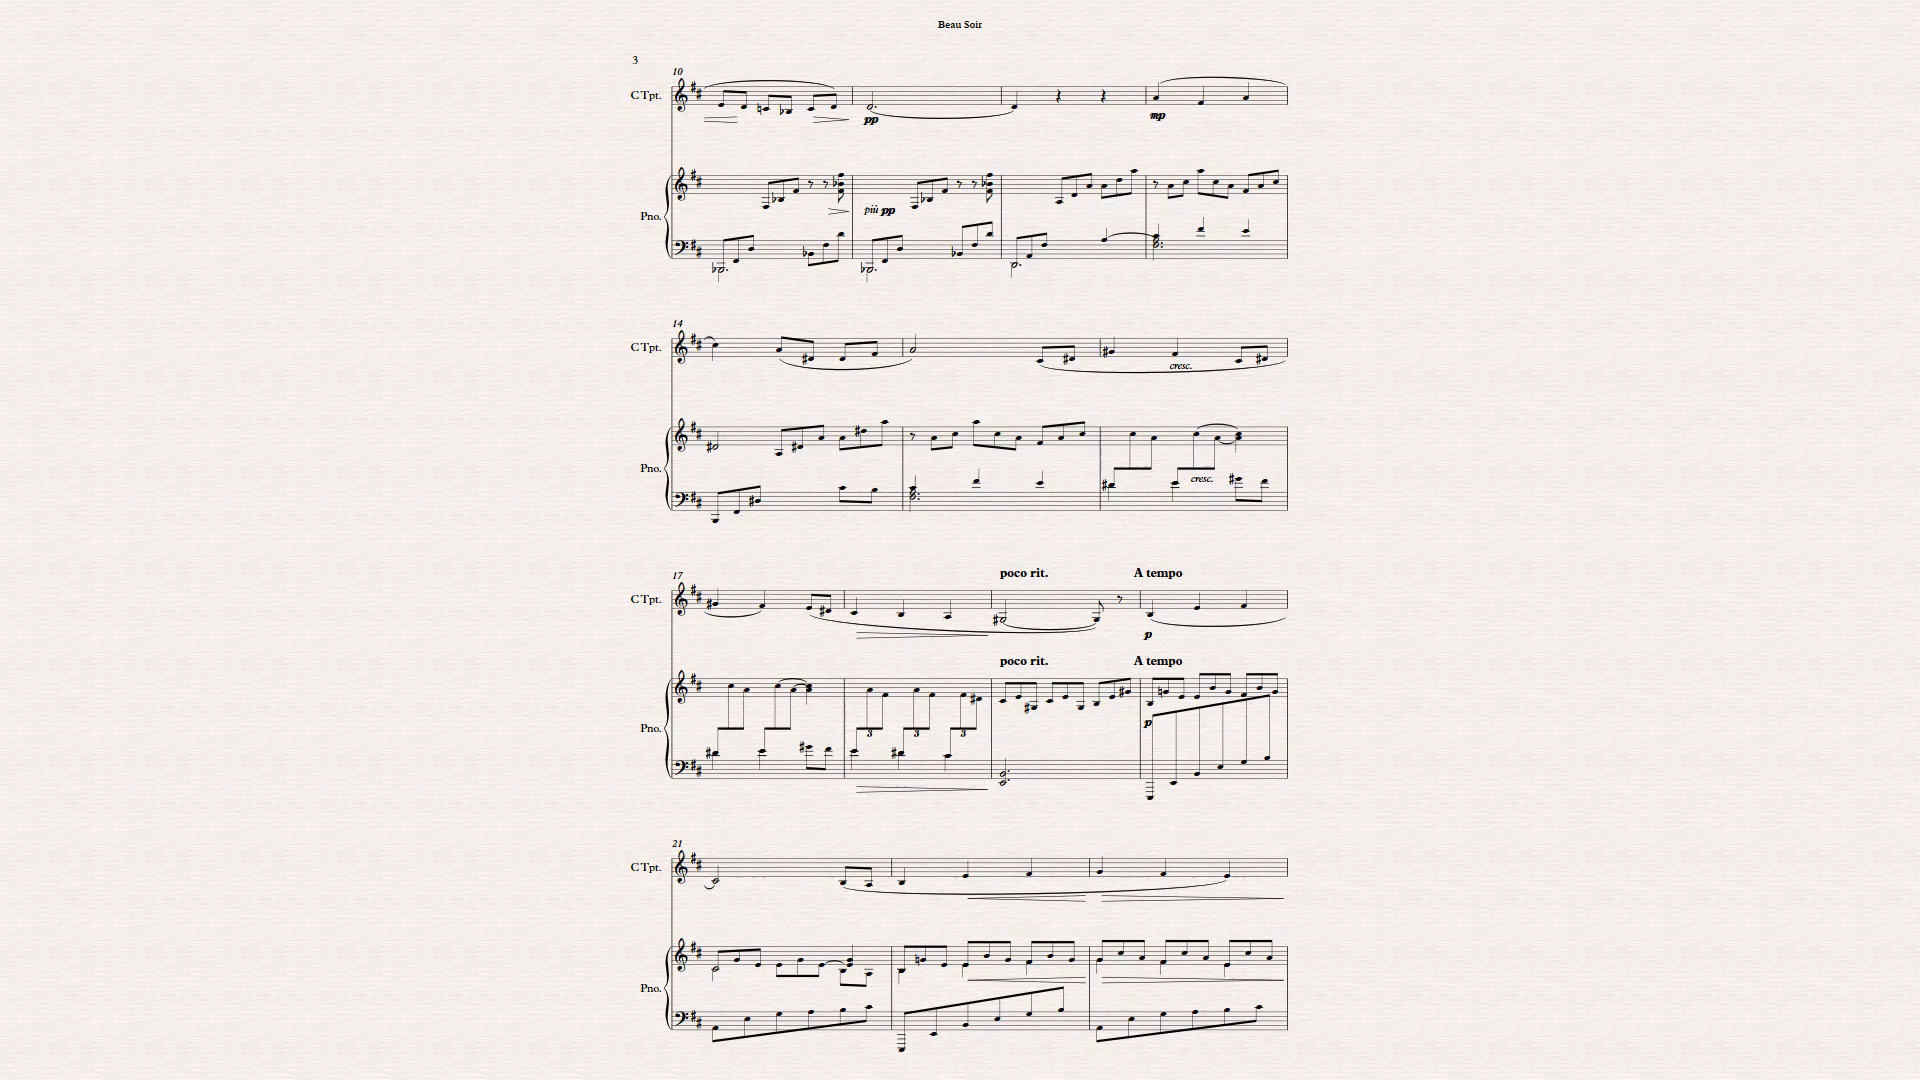 Beau Soir
3
10
C Tpt.
pp
mp
Pno.
più pp
14
C Tpt.
cresc.
Pno.
cresc.
17
poco rit. A tempo
C Tpt.
p
poco rit. A tempo
Pno.
p
3 3 3
21
C Tpt.
Pno.